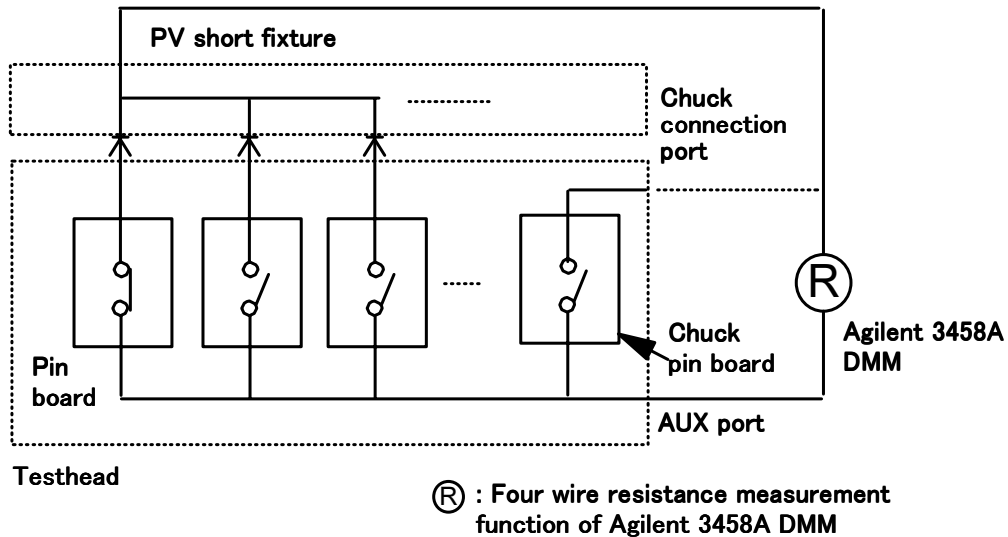 PV short fixture
Chuck
connection
port
R
Agilent 3458A
DMM
Chuck
pin board
Pin
board
AUX port
Testhead
R : Four wire resistance measurement
function of Agilent 3458A DMM